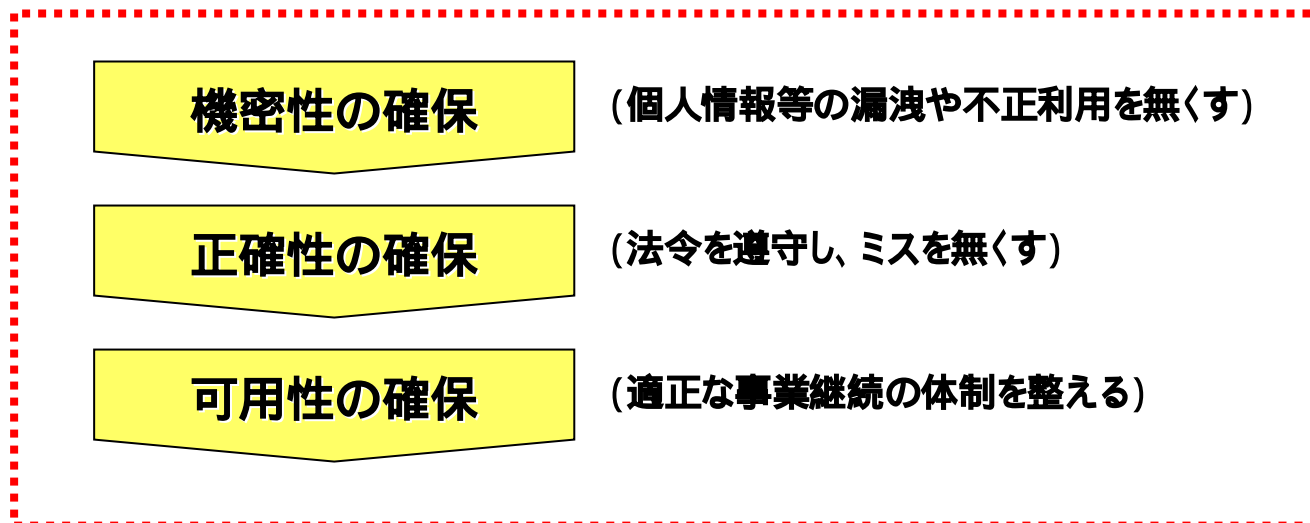 機密性の確保 (個人情報等の漏洩や不正利用を無くす)
正確性の確保 (法令を遵守し、ミスを無くす)
可用性の確保 (適正な事業継続の体制を整える)